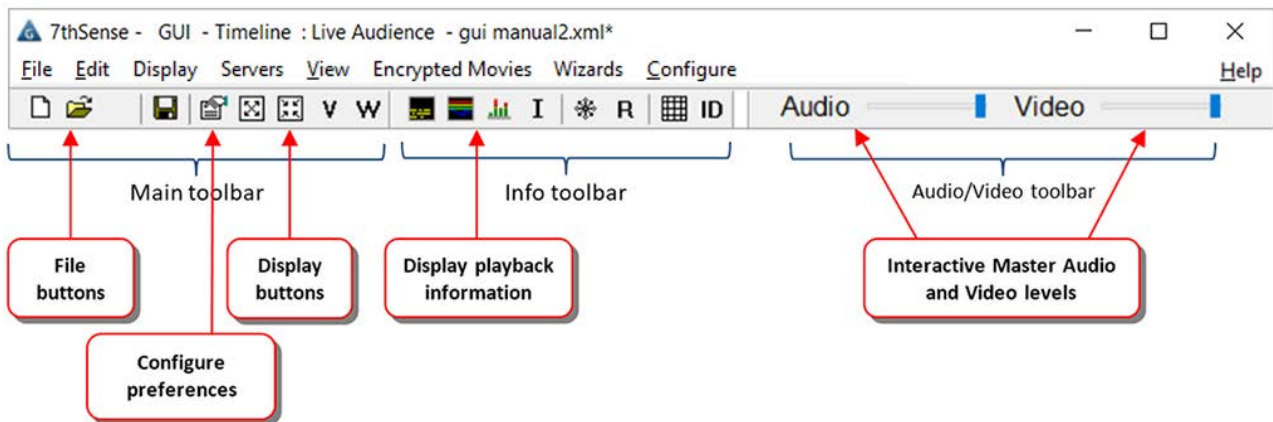 7thSense - GUI - Timeline : Live Audience - gui manual2.xml*
File Edit Display Servers View Encrypted Movies Wizards Configure Help
V W I R ID Audio Video
Main toolbar Info toolbar Audio/Video toolbar
File
buttons
Display
buttons
Display playback
information
Interactive Master Audio
and Video levels
Configure
preferences